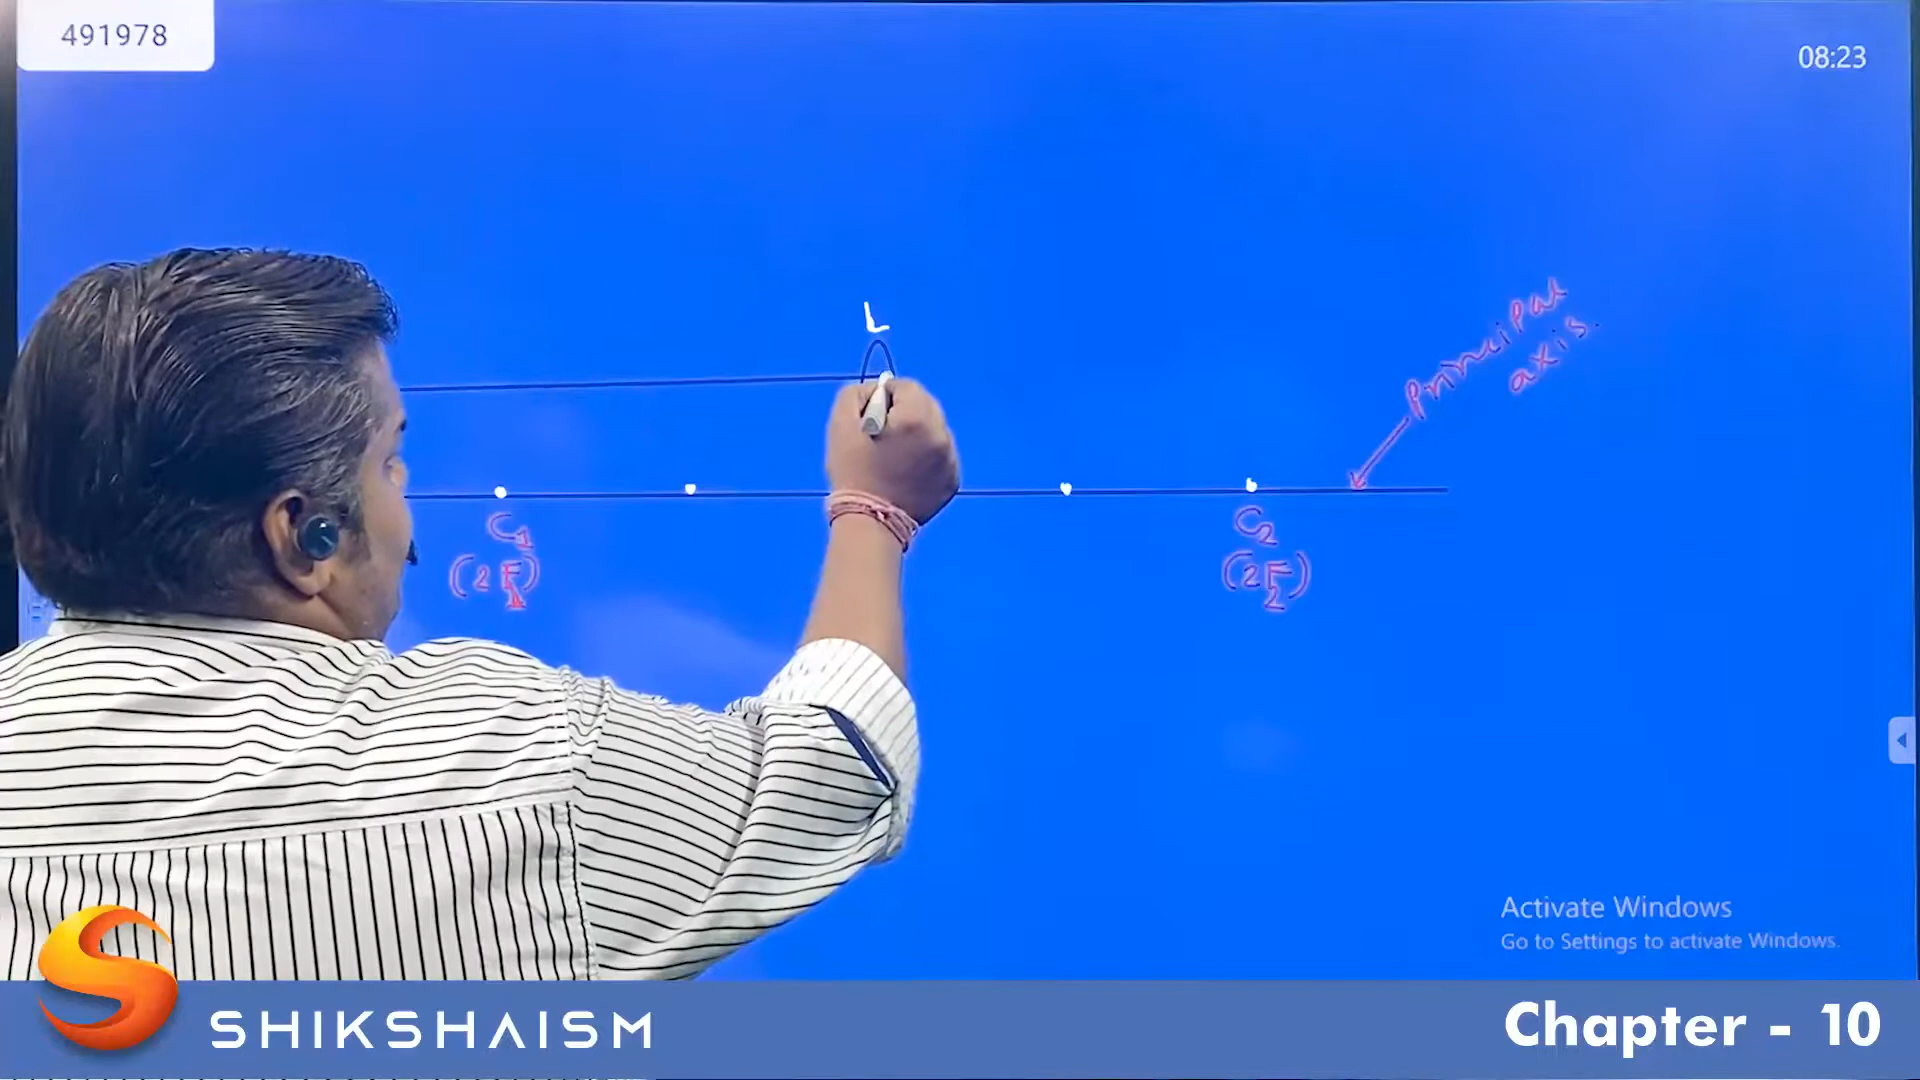 491978
08:23
L
Principal
axis.
C1
(2F1)
C2
(2F2)
Activate Windows
Go to Settings to activate Windows.
SHIKSHAISM
Chapter - 10